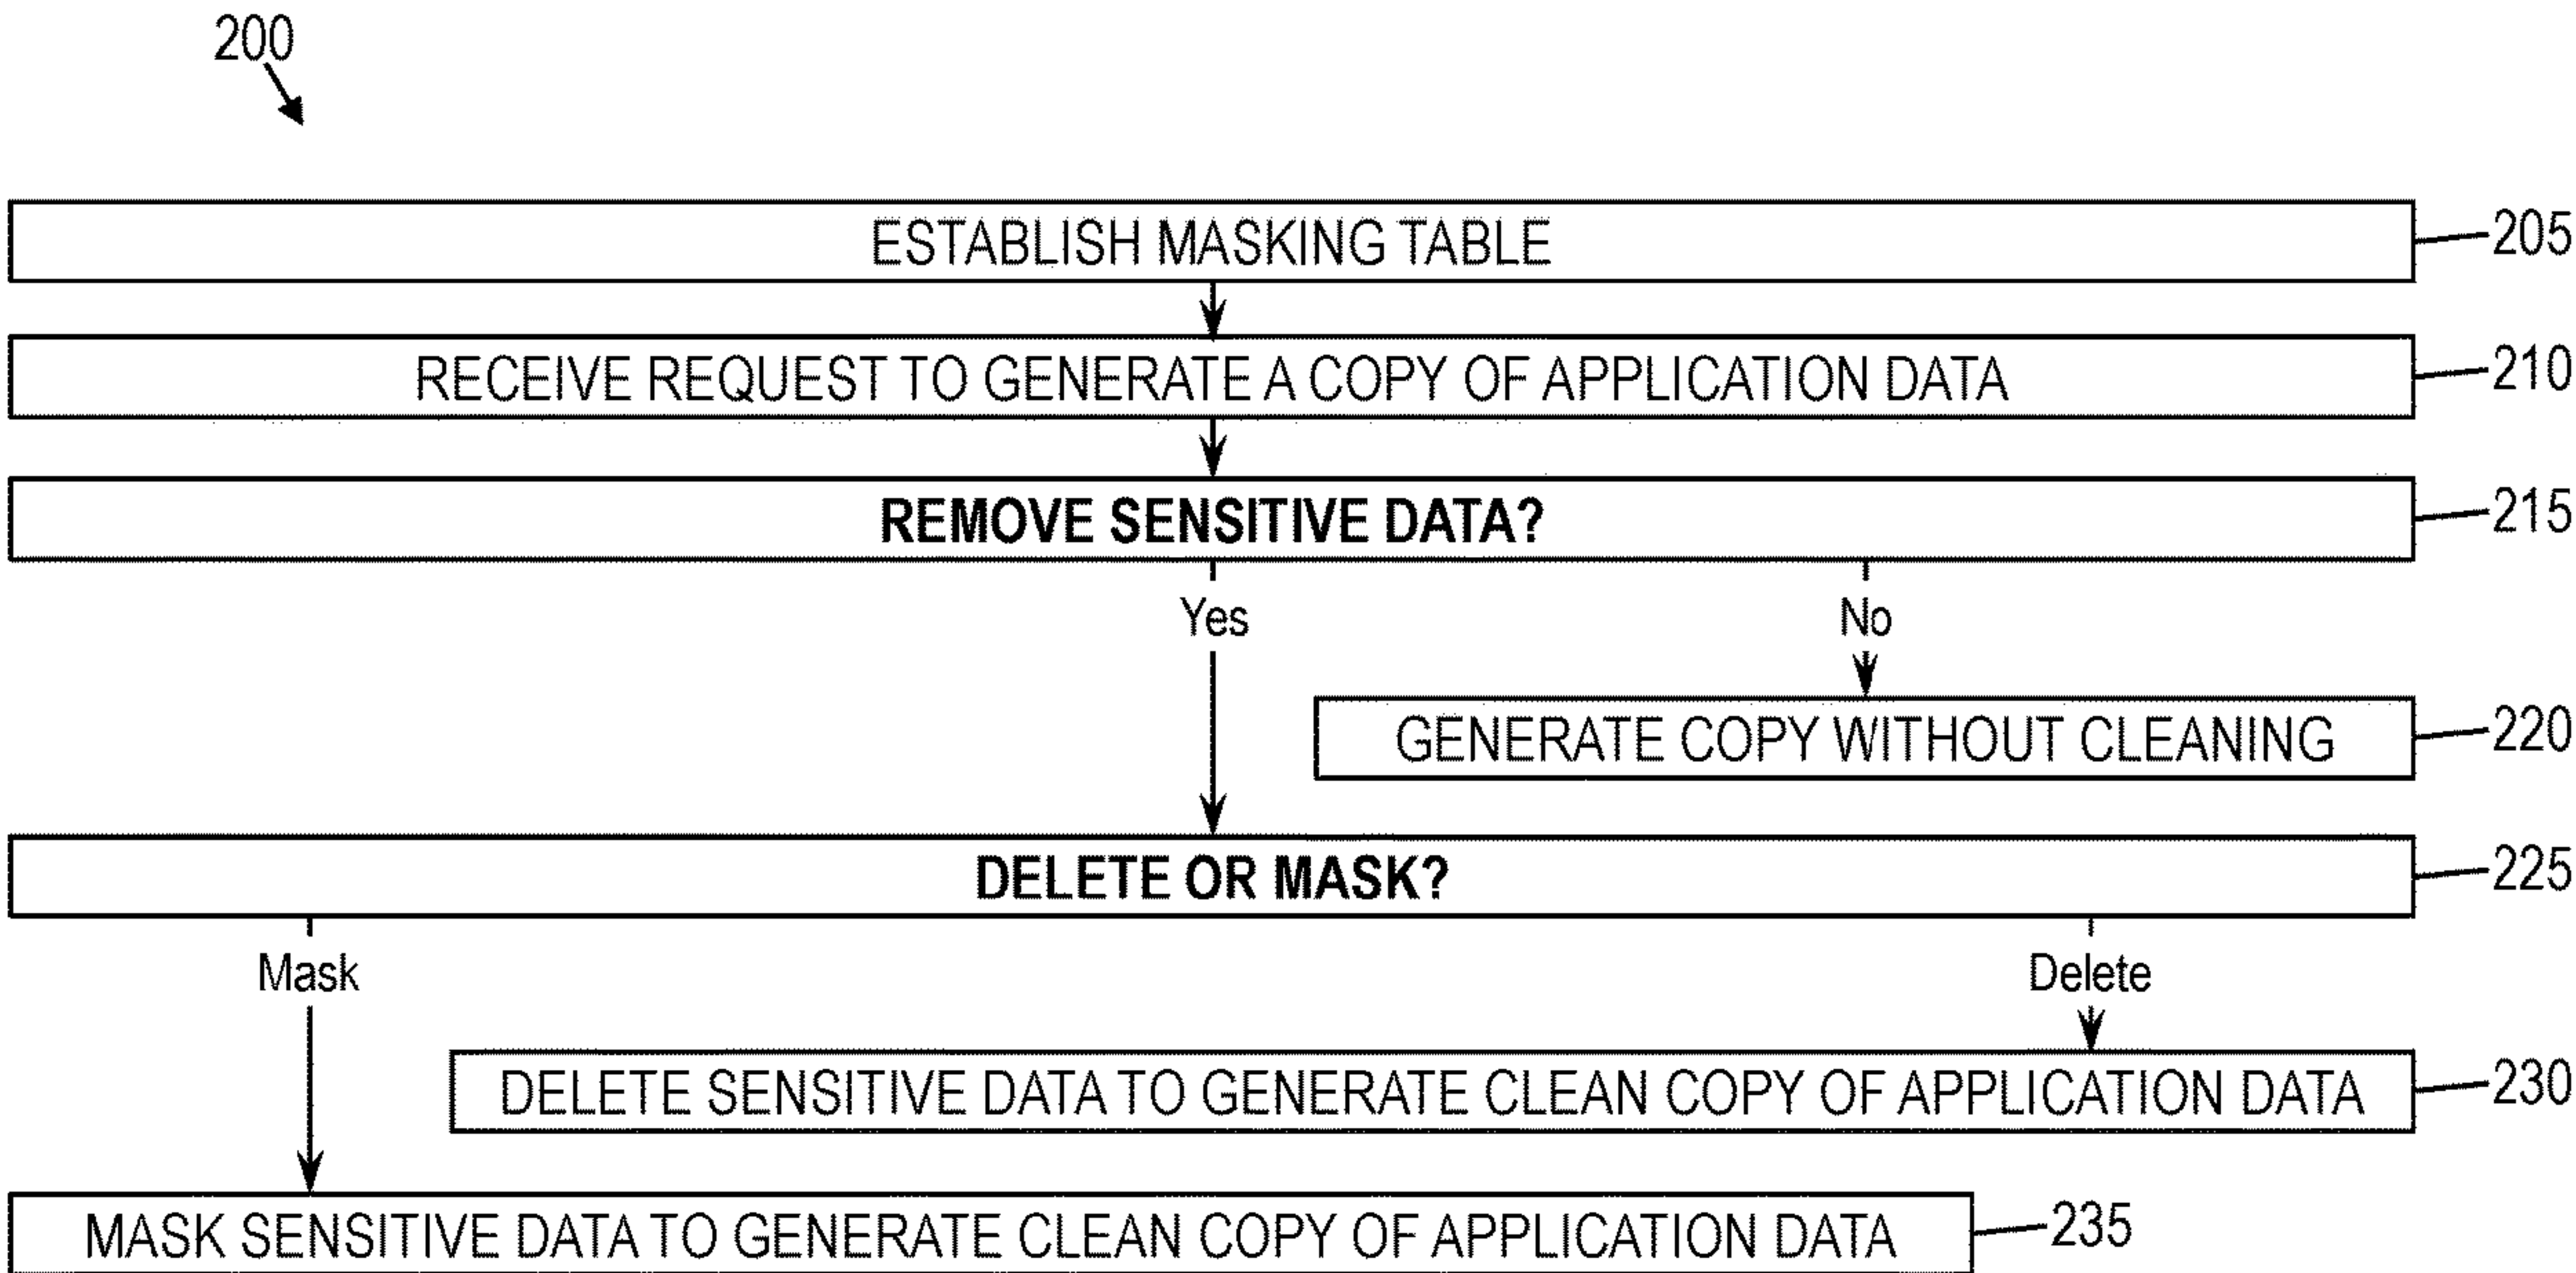 200
ESTABLISH MASKING TABLE
205
RECEIVE REQUEST TO GENERATE A COPY OF APPLICATION DATA
210
REMOVE SENSITIVE DATA?
215
Yes
No
GENERATE COPY WITHOUT CLEANING
220
DELETE OR MASK?
225
Mask
Delete
DELETE SENSITIVE DATA TO GENERATE CLEAN COPY OF APPLICATION DATA
230
MASK SENSITIVE DATA TO GENERATE CLEAN COPY OF APPLICATION DATA
235